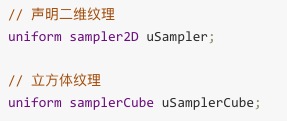 // 声明二维纹理
uniform sampler2D uSampler;
// 立方体纹理
uniform samplerCube uSamplerCube;